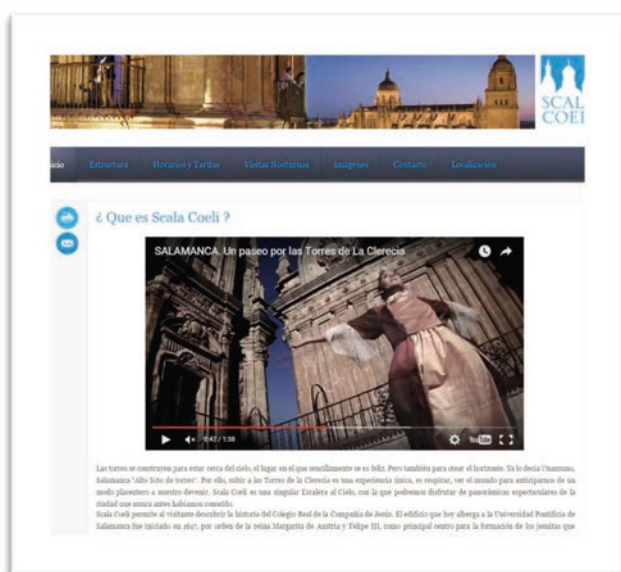 SCAL
COEI
icio Estructura Horarios y Tarifas Visitas Nocturnas Imagenes Contacto Localización
¿ Que es Scala Coeli ?
SALAMANCA. Un paseo por las Torres de La Clerecia
0:47 / 1:38
YouTube
Las torres se construyen para estar cerca del cielo, el lugar en el que sencillamente se es feliz. Pero también para otear el horizonte. Ya lo decía Unamuno,
Salamanca "Alto Soto de torres". Por ello, subir a las Torres de la Clerecía es una experiencia única, es respirar, ver el mundo para anticiparnos de un
modo placentero a nuestro devenir. Scala Coeli es una singular Escalera al Cielo, con la que podremos disfrutar de panorámicas espectaculares de la
ciudad que nunca antes habíamos conocido.
Scala Coeli permite al visitante descubrir la historia del Colegio Real de la Compañía de Jesús. El edificio que hoy alberga a la Universidad Pontificia de
Salamanca fue iniciado en 1617, por orden de la reina Margarita de Austria y Felipe III, como principal centro para la formación de los jesuitas que